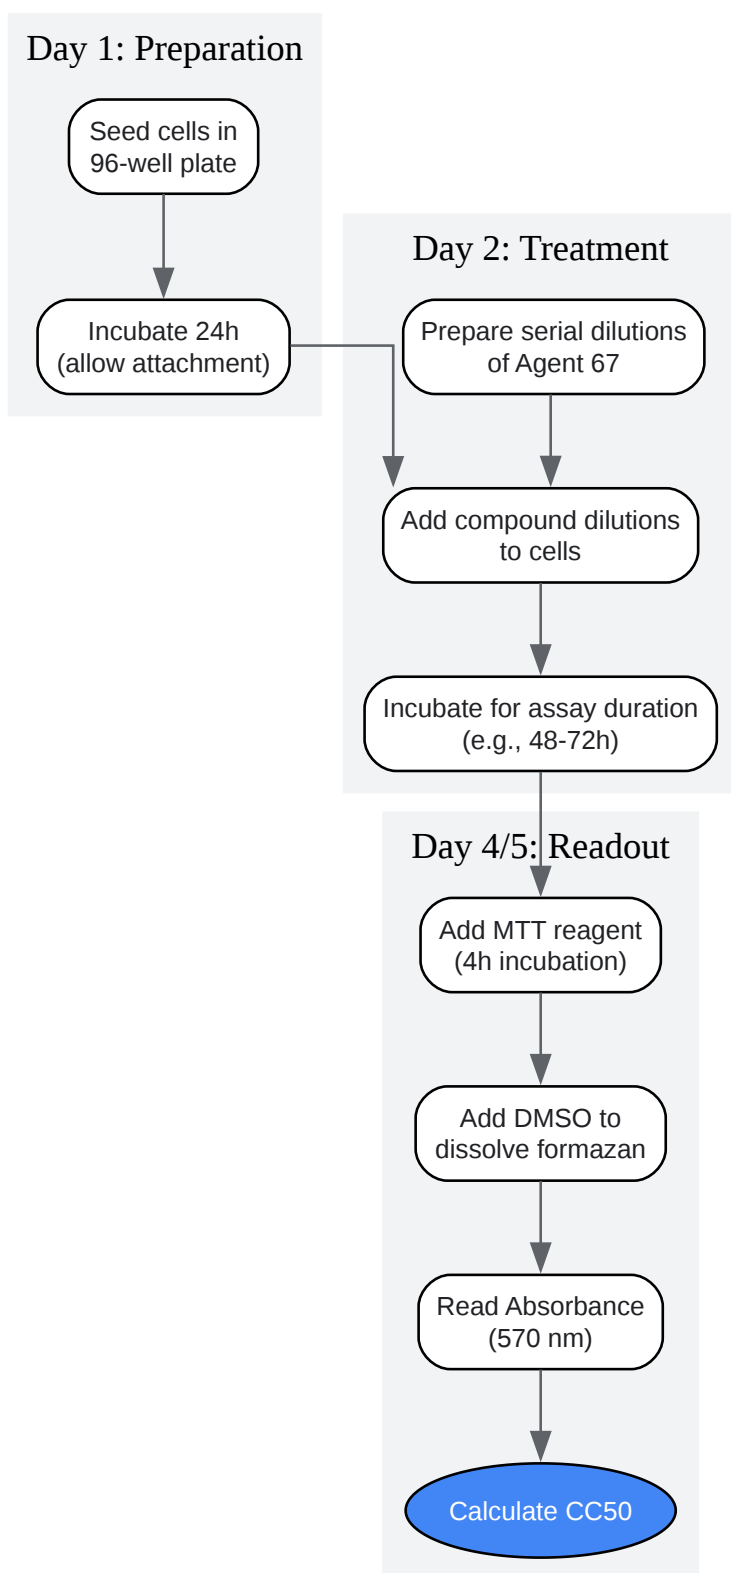 Day 1: Preparation
Seed cells in
96-well plate
Incubate 24h
(allow attachment)
Day 2: Treatment
Prepare serial dilutions
of Agent 67
Add compound dilutions
to cells
Incubate for assay duration
(e.g., 48-72h)
Day 4/5: Readout
Add MTT reagent
(4h incubation)
Add DMSO to
dissolve formazan
Read Absorbance
(570 nm)
Calculate CC50